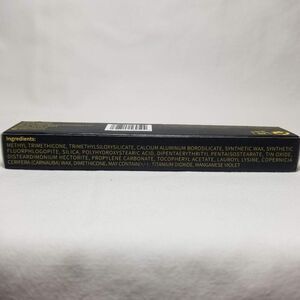 Ingredients:
METHYL TRIMETHICONE, TRIMETHYLSILOXYSILICATE, CALCIUM ALUMINUM BOROSILICATE, SYNTHETIC WAX, SYNTHETIC
FLUORPHLOGOPITE, SILICA, POLYHYDROXYSTEARIC ACID, DIPENTAERYTHRITYL PENTAISOSTEARATE, TIN OXIDE,
DISTEARDIMONIUM HECTORITE, PROPYLENE CARBONATE, TOCOPHERYL ACETATE, LAUROYL LYSINE, COPERNICIA
CERIFERA (CARNAUBA) WAX, DIMETHICONE, MAY CONTAIN TITANIUM DIOXIDE, MANGANESE VIOLET